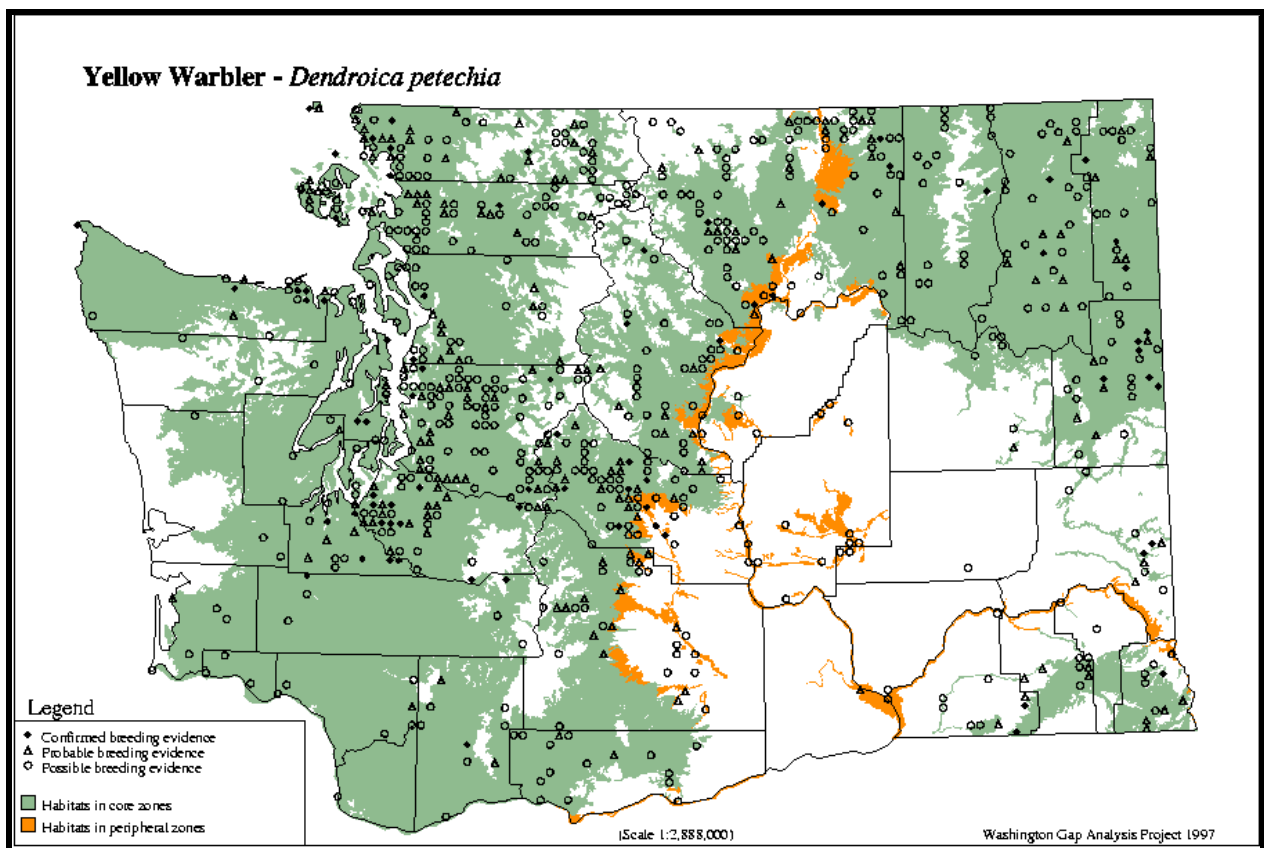 Yellow Warbler - Dendroica petechia
Legend
Confirmed breeding evidence
Probable breeding evidence
Possible breeding evidence
Habitats in core zones
Habitats in peripheral zones
(Scale 1:2,888,000)
Washington Gap Analysis Project 1997